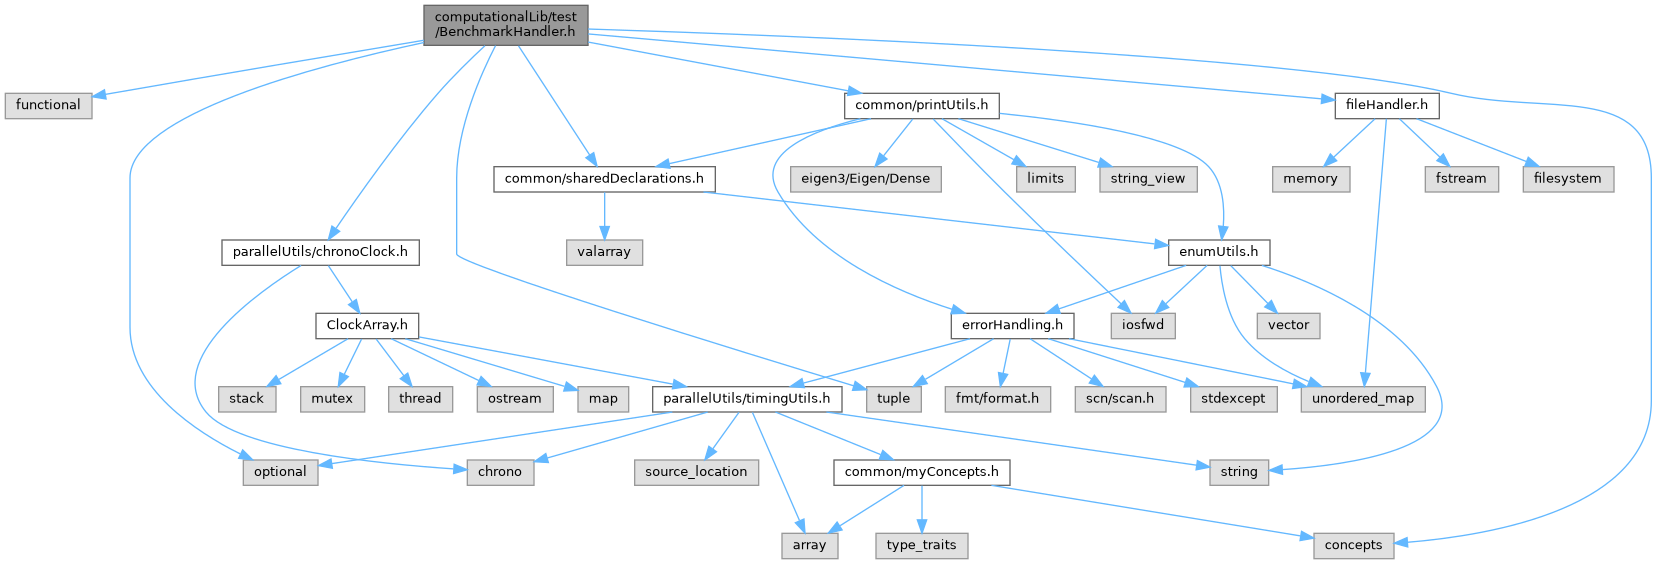 computationalLib/test
/BenchmarkHandler.h
functional
common/printUtils.h
fileHandler.h
common/sharedDeclarations.h
eigen3/Eigen/Dense
limits
string_view
memory
fstream
filesystem
parallelUtils/chronoClock.h
valarray
enumUtils.h
ClockArray.h
errorHandling.h
iosfwd
vector
stack
mutex
thread
ostream
map
parallelUtils/timingUtils.h
tuple
fmt/format.h
scn/scan.h
stdexcept
unordered_map
optional
chrono
source_location
common/myConcepts.h
string
array
type_traits
concepts